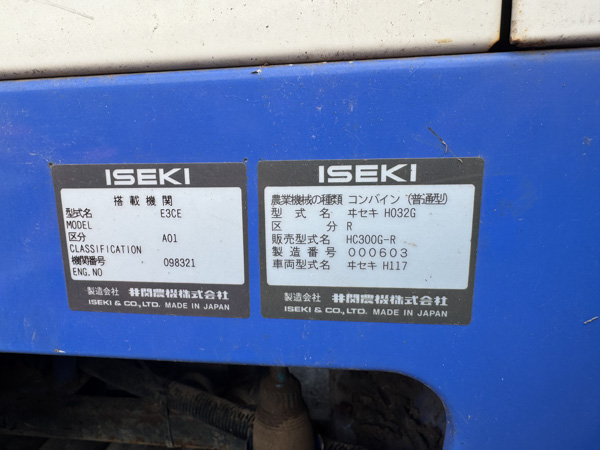 ISEKI
搭載機関
型式名 E3CE
MODEL
区分 A01
CLASSIFICATION
機関番号 098321
ENG. NO
製造会社 井関農機株式会社
ISEKI & CO., LTD. MADE IN JAPAN
ISEKI
農業機械の種類 コンバイン (普通型)
型式名 ヰセキ H032G
区分 R
販売型式名 HC300G-R
製造番号 000603
車両型式名 ヰセキ H117
製造会社 井関農機株式会社
ISEKI & CO., LTD. MADE IN JAPAN